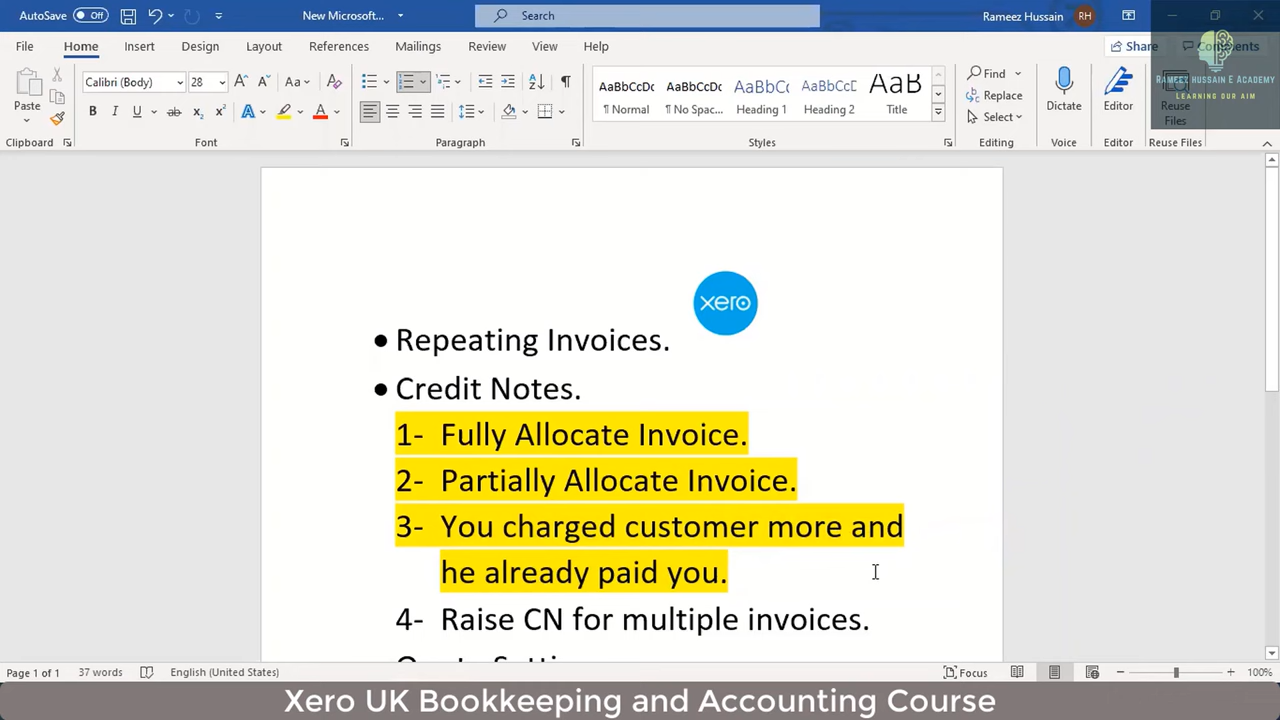 AutoSave Off New Microsoft... Search Rameez Hussain RH
File Home Insert Design Layout References Mailings Review View Help Share Comments
RAMEEZ HUSSAIN E ACADEMY
LEARNING OUR AIM
Paste Calibri (Body) 28 Aa AaBbCcDc AaBbCcDc AaBbCc AaBbCcD AaB Find Dictate Editor Reuse Files
B I U ab x₂ x² A A ¶ Normal ¶ No Spac... Heading 1 Heading 2 Title Replace
Select
Clipboard Font Paragraph Styles Editing Voice Editor Reuse Files
xero
• Repeating Invoices.
• Credit Notes.
1- Fully Allocate Invoice.
2- Partially Allocate Invoice.
3- You charged customer more and
he already paid you.
4- Raise CN for multiple invoices.
Page 1 of 1 37 words English (United States) Focus 100%
Xero UK Bookkeeping and Accounting Course